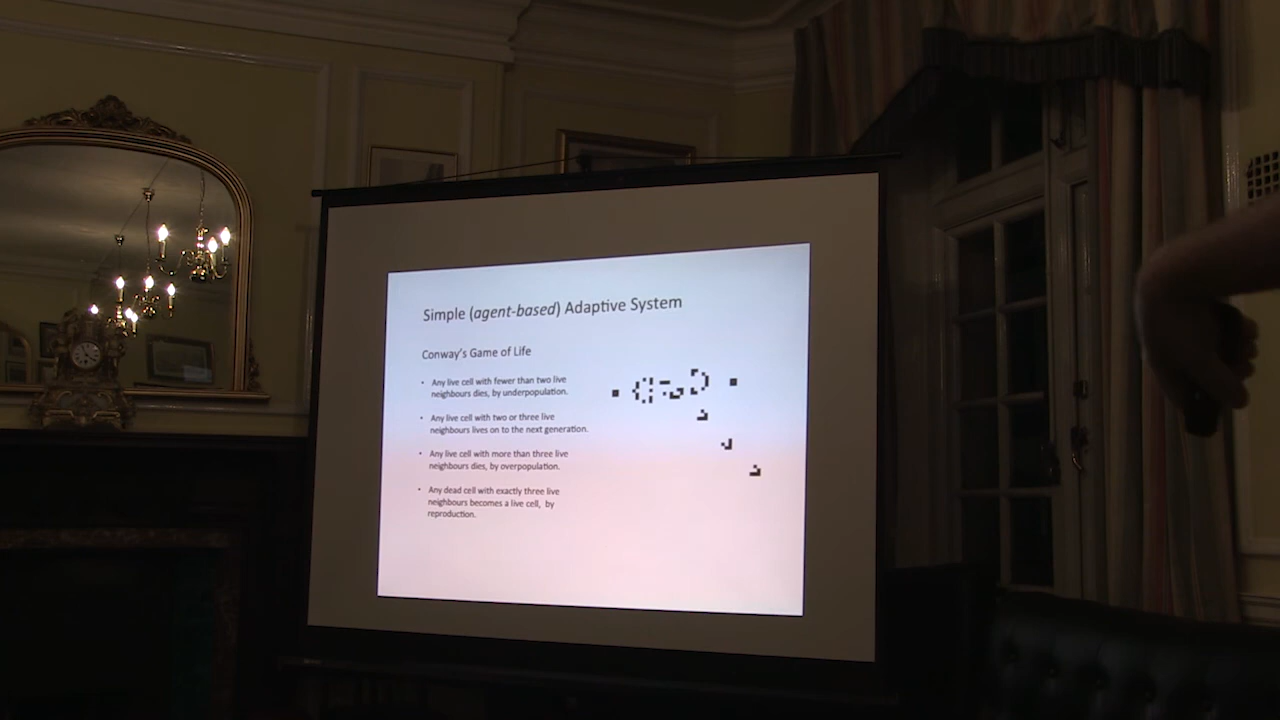 Simple (agent-based) Adaptive System
Conway's Game of Life
• Any live cell with fewer than two live
neighbours dies, by underpopulation.
• Any live cell with two or three live
neighbours lives on to the next generation.
• Any live cell with more than three live
neighbours dies, by overpopulation.
• Any dead cell with exactly three live
neighbours becomes a live cell, by
reproduction.